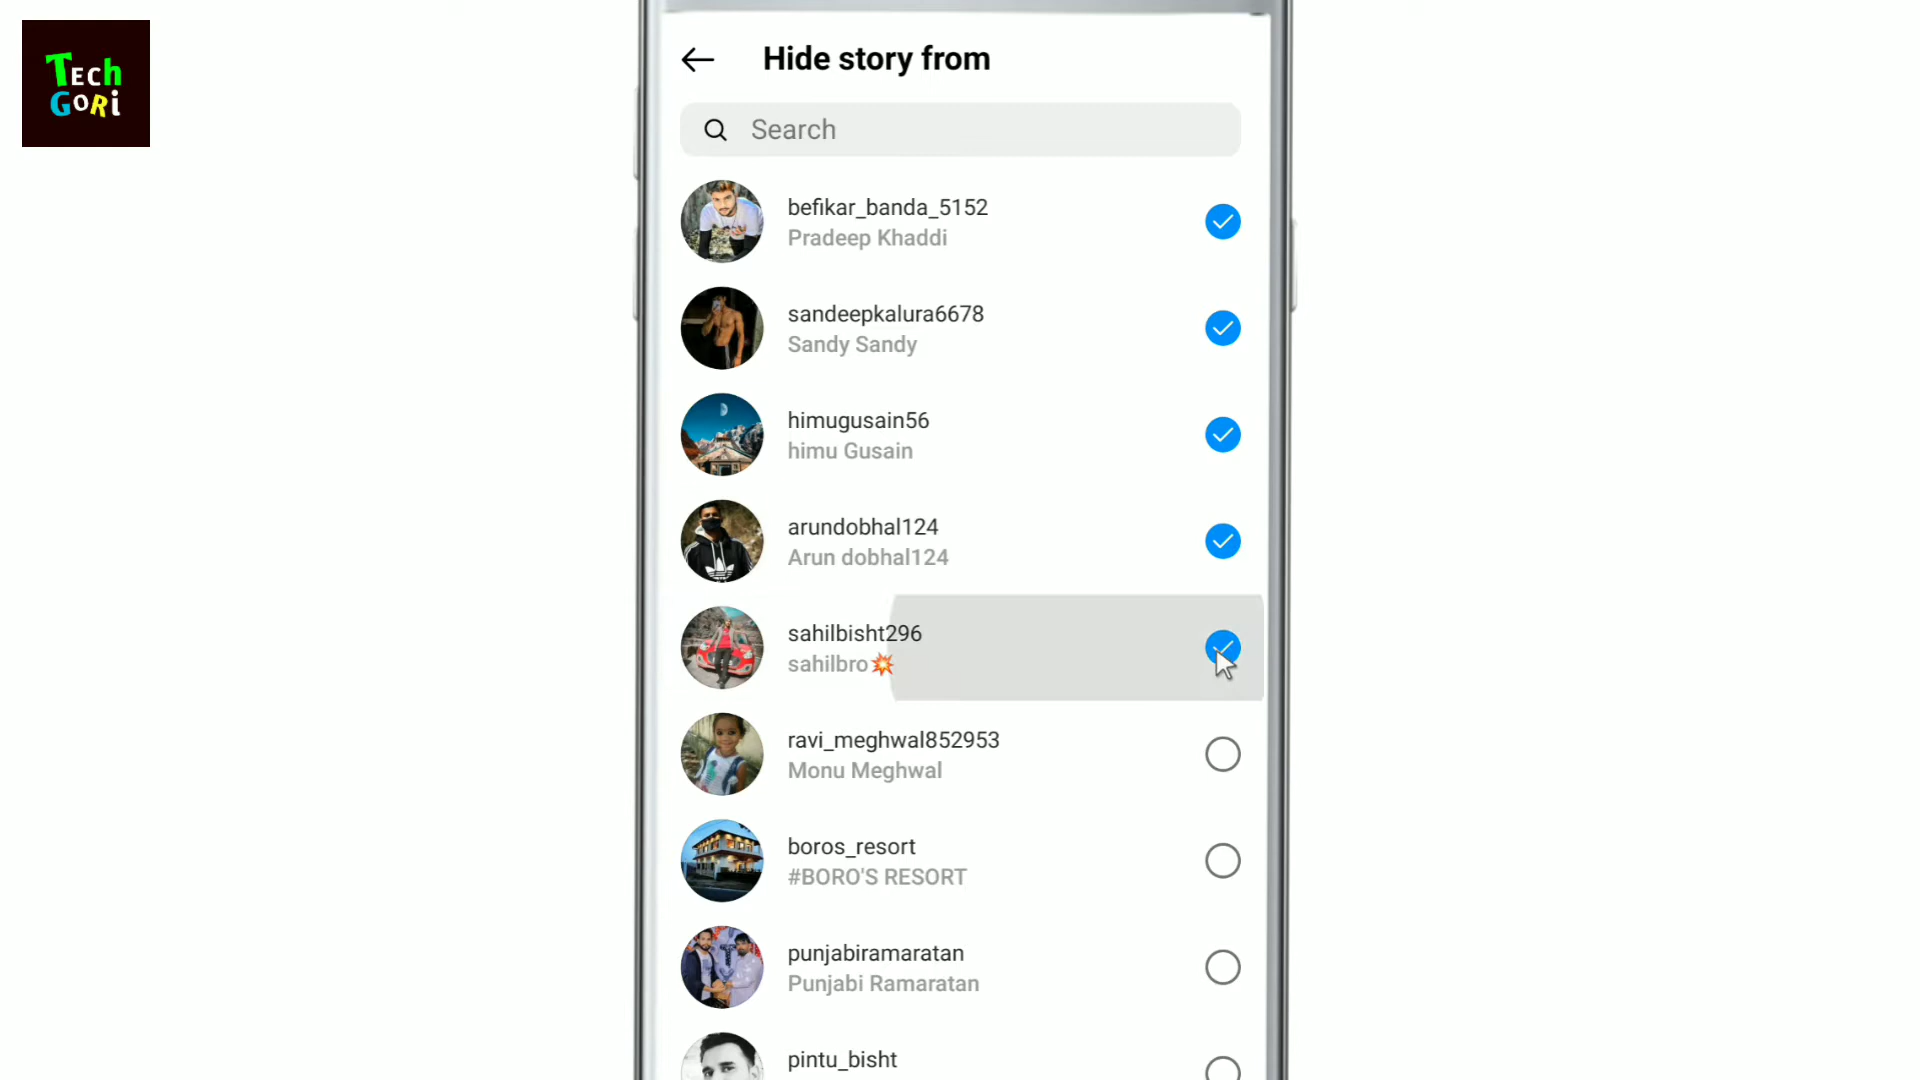 TECh
GORi
Hide story from
Search
befikar_banda_5152
Pradeep Khaddi
sandeepkalura6678
Sandy Sandy
himugusain56
himu Gusain
arundobhal124
Arun dobhal124
sahilbisht296
sahilbro💥
ravi_meghwal852953
Monu Meghwal
boros_resort
#BORO'S RESORT
punjabiramaratan
Punjabi Ramaratan
pintu_bisht